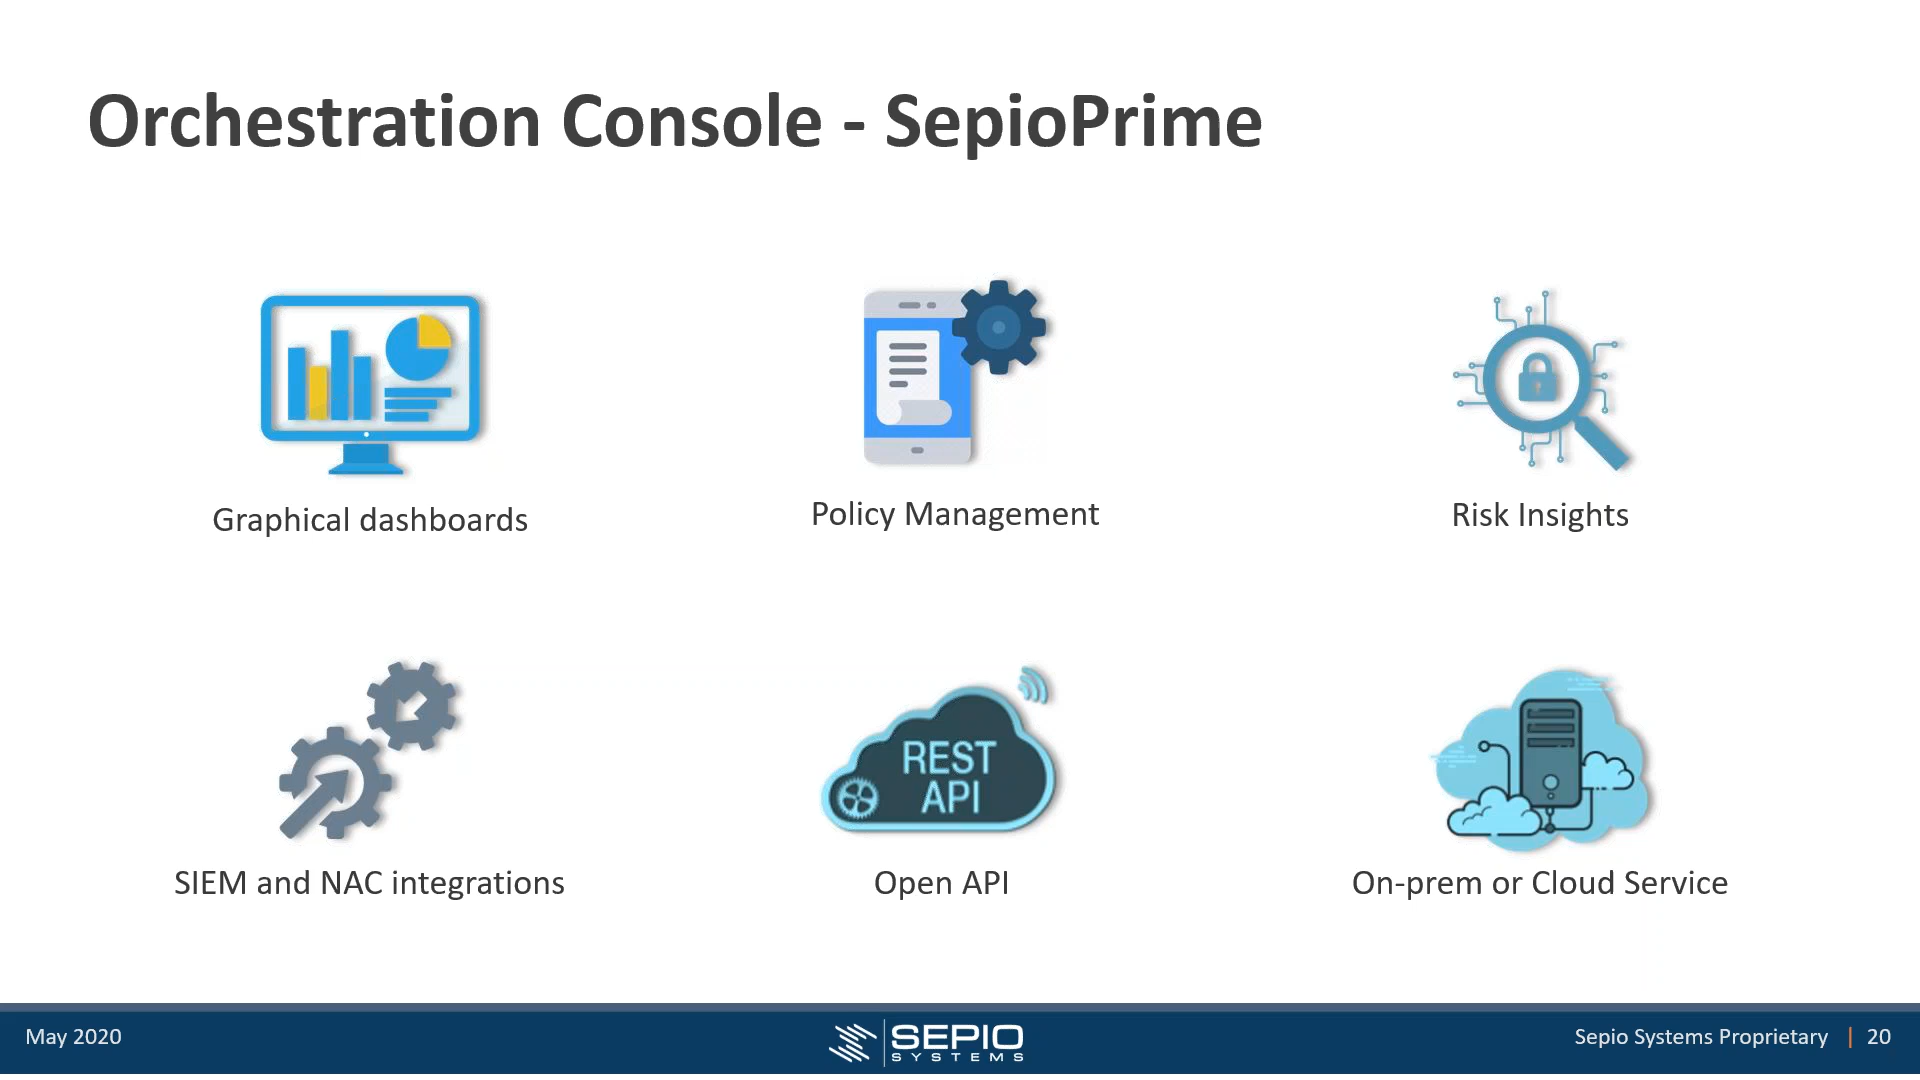 Orchestration Console - SepioPrime
Graphical dashboards
Policy Management
Risk Insights
REST
API
SIEM and NAC integrations
Open API
On-prem or Cloud Service
May 2020
SEPIO
SYSTEMS
Sepio Systems Proprietary | 20